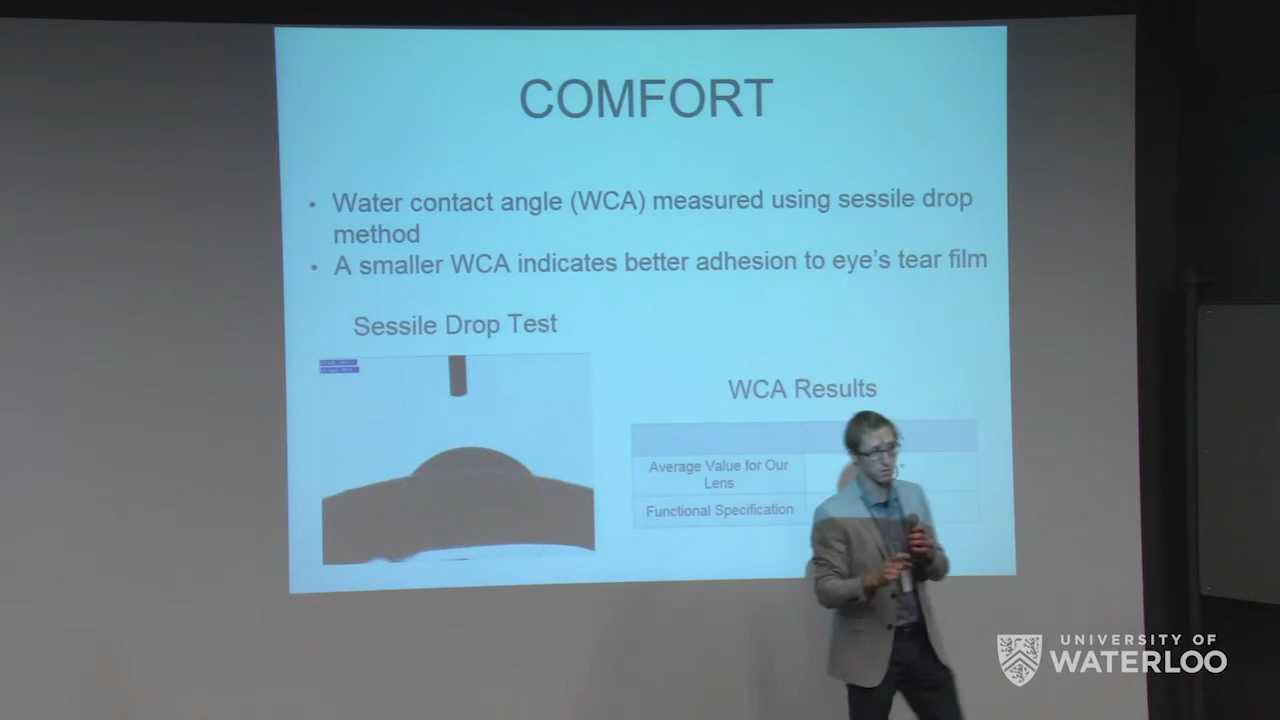 COMFORT
• Water contact angle (WCA) measured using sessile drop
method
• A smaller WCA indicates better adhesion to eye's tear film
Sessile Drop Test
WCA Results
Average Value for Our
Lens
Functional Specification
UNIVERSITY OF
WATERLOO